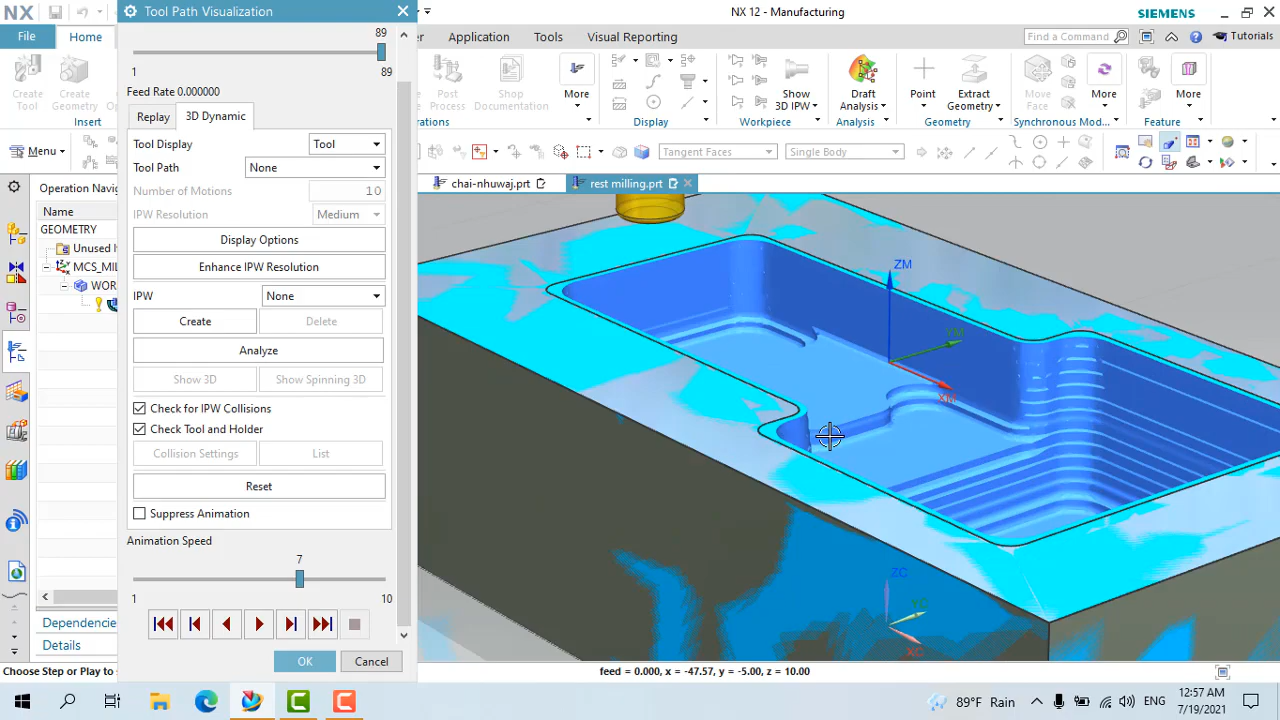 NX
Tool Path Visualization
NX 12 - Manufacturing
SIEMENS
File
Home
Application
Tools
Visual Reporting
Find a Command
Tutorials
89
1
89
Feed Rate 0.000000
Replay
3D Dynamic
Tool Display
Tool
Tool Path
None
Number of Motions
10
IPW Resolution
Medium
Display Options
Enhance IPW Resolution
IPW
None
Create
Delete
Analyze
Show 3D
Show Spinning 3D
Check for IPW Collisions
Check Tool and Holder
Collision Settings
List
Reset
Suppress Animation
Animation Speed
7
1
10
OK
Cancel
Create
Tool
Create
Geometry
Insert
Post
Process
Shop
Documentation
More
Display
Show
3D IPW
Workpiece
Draft
Analysis
Analysis
Point
Extract
Geometry
Geometry
Move
Face
More
Synchronous Mod...
More
Feature
Menu
Tangent Faces
Single Body
Operation Navig
chai-nhuwaj.prt
rest milling.prt
Name
GEOMETRY
Unused I
MCS_MIL
WOR
Dependencie
Details
ZM
YM
XM
ZC
YC
XC
Choose Step or Play to s
feed = 0.000, x = -47.57, y = -5.00, z = 10.00
89°F Rain
ENG
12:57 AM
7/19/2021